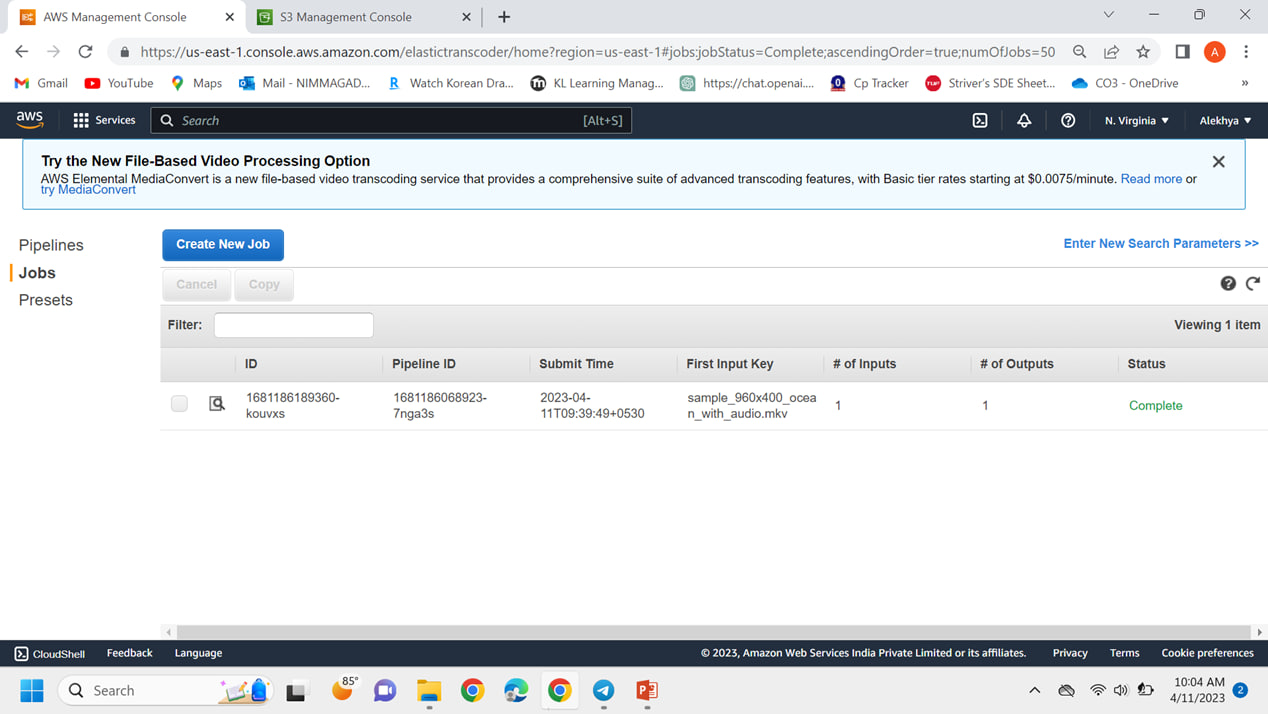 AWS Management Console
S3 Management Console
https://us-east-1.console.aws.amazon.com/elastictranscoder/home?region=us-east-1#jobs:jobStatus=Complete;ascendingOrder=true;numOfJobs=50
A
Gmail
YouTube
Maps
Mail - NIMMAGAD...
Watch Korean Dra...
KL Learning Manag...
https://chat.openai....
Cp Tracker
Striver's SDE Sheet...
CO3 - OneDrive
»
aws
Services
Search
[Alt+S]
N. Virginia
Alekhya
Try the New File-Based Video Processing Option
AWS Elemental MediaConvert is a new file-based video transcoding service that provides a comprehensive suite of advanced transcoding features, with Basic tier rates starting at $0.0075/minute. Read more or
try MediaConvert
Pipelines
Jobs
Presets
Create New Job
Enter New Search Parameters >>
Cancel
Copy
Filter:
Viewing 1 item
ID
Pipeline ID
Submit Time
First Input Key
# of Inputs
# of Outputs
Status
1681186189360-
kouvxs
1681186068923-
7nga3s
2023-04-
11T09:39:49+0530
sample_960x400_ocea
n_with_audio.mkv
1
1
Complete
CloudShell
Feedback
Language
© 2023, Amazon Web Services India Private Limited or its affiliates.
Privacy
Terms
Cookie preferences
Search
85°
10:04 AM
4/11/2023
2